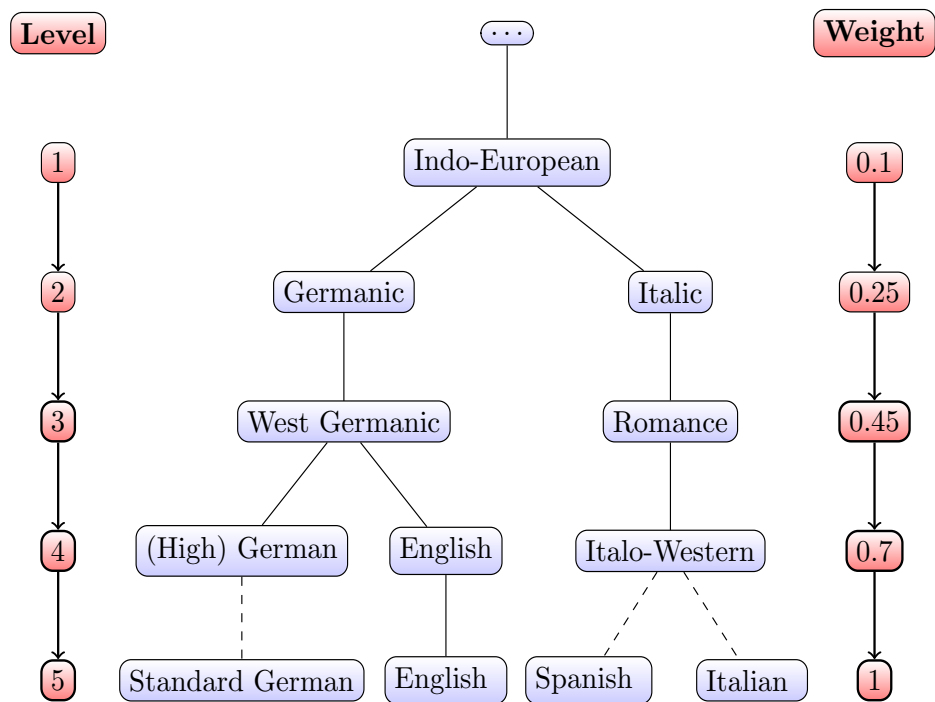 Level ··· Weight
1 Indo-European 0.1
2 Germanic Italic 0.25
3 West Germanic Romance 0.45
4 (High) German English Italo-Western 0.7
5 Standard German English Spanish Italian 1